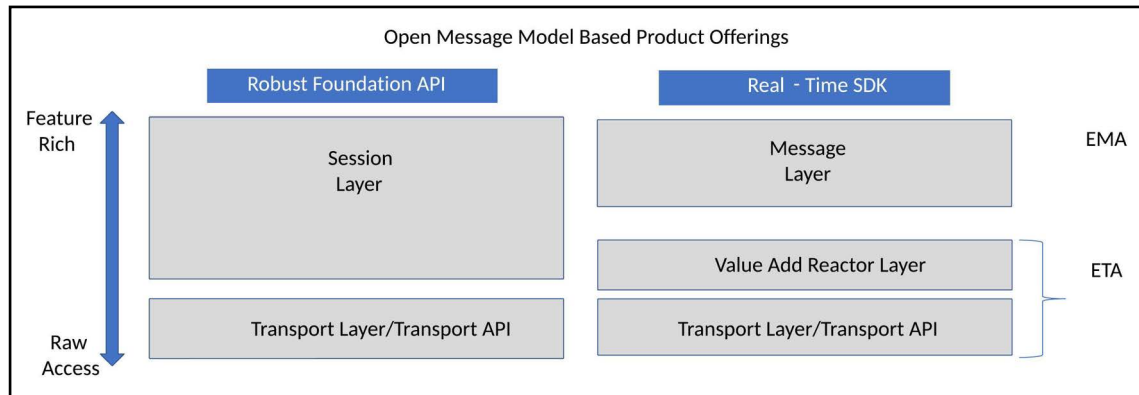 Open Message Model Based Product Offerings
Robust Foundation API
Real - Time SDK
Feature
Rich
Session
Layer
Message
Layer
EMA
Value Add Reactor Layer
ETA
Transport Layer/Transport API
Transport Layer/Transport API
Raw
Access